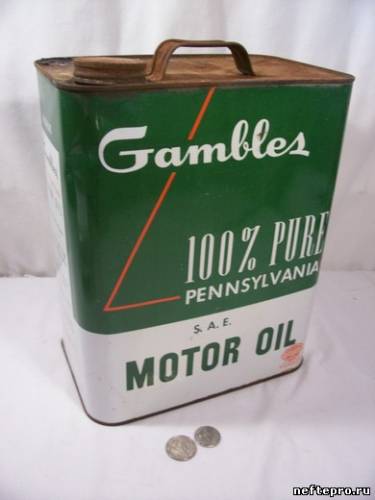 Gambles
100% PURE
PENNSYLVANIA
S. A. E.
MOTOR OIL
neftepro.ru